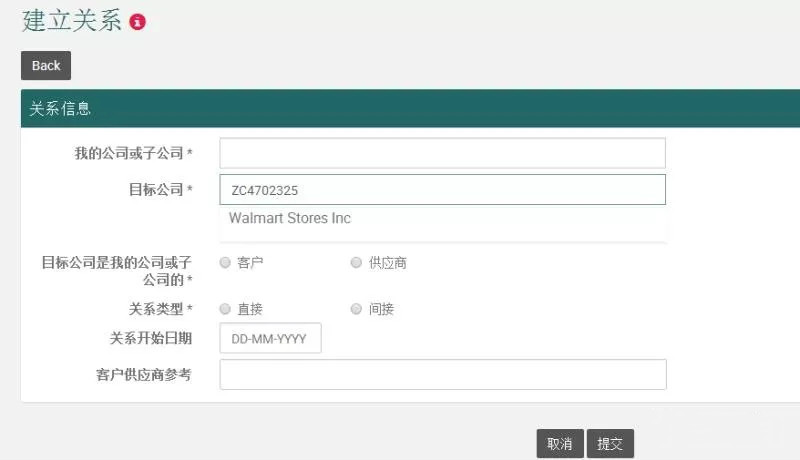 建立关系
Back
关系信息
我的公司或子公司 *
目标公司 * ZC4702325
Walmart Stores Inc
目标公司是我的公司或子
公司的 * 客户 供应商
关系类型 * 直接 间接
关系开始日期 DD-MM-YYYY
客户供应商参考
取消 提交